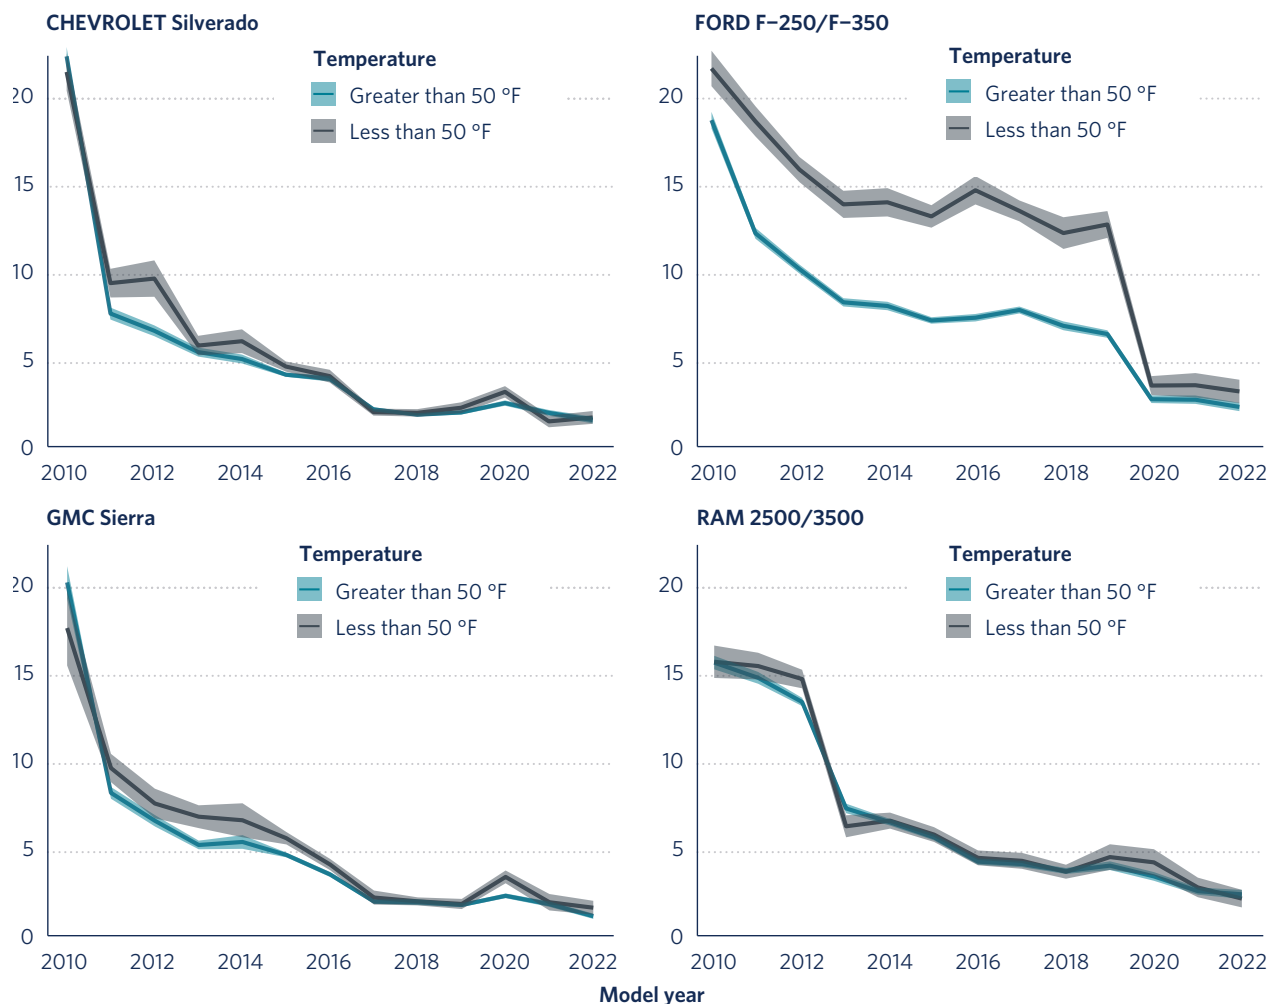 CHEVROLET Silverado
Temperature
Greater than 50 °F
Less than 50 °F
20
15
10
5
0
2010 2012 2014 2016 2018 2020 2022
FORD F−250/F−350
Temperature
Greater than 50 °F
Less than 50 °F
20
15
10
5
0
2010 2012 2014 2016 2018 2020 2022
GMC Sierra
Temperature
Greater than 50 °F
Less than 50 °F
20
15
10
5
0
2010 2012 2014 2016 2018 2020 2022
RAM 2500/3500
Temperature
Greater than 50 °F
Less than 50 °F
20
15
10
5
0
2010 2012 2014 2016 2018 2020 2022
Model year